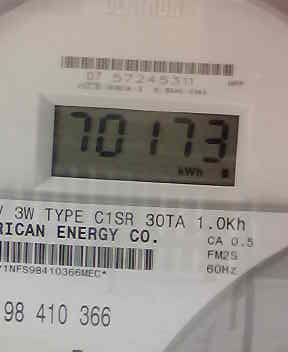 07 57245311
70173
kWh
V 3W TYPE C1SR 30TA 1.0Kh
RICAN ENERGY CO.
CA 0.5
FM2S
60Hz
Y1NFS98410366MEC*
98 410 366